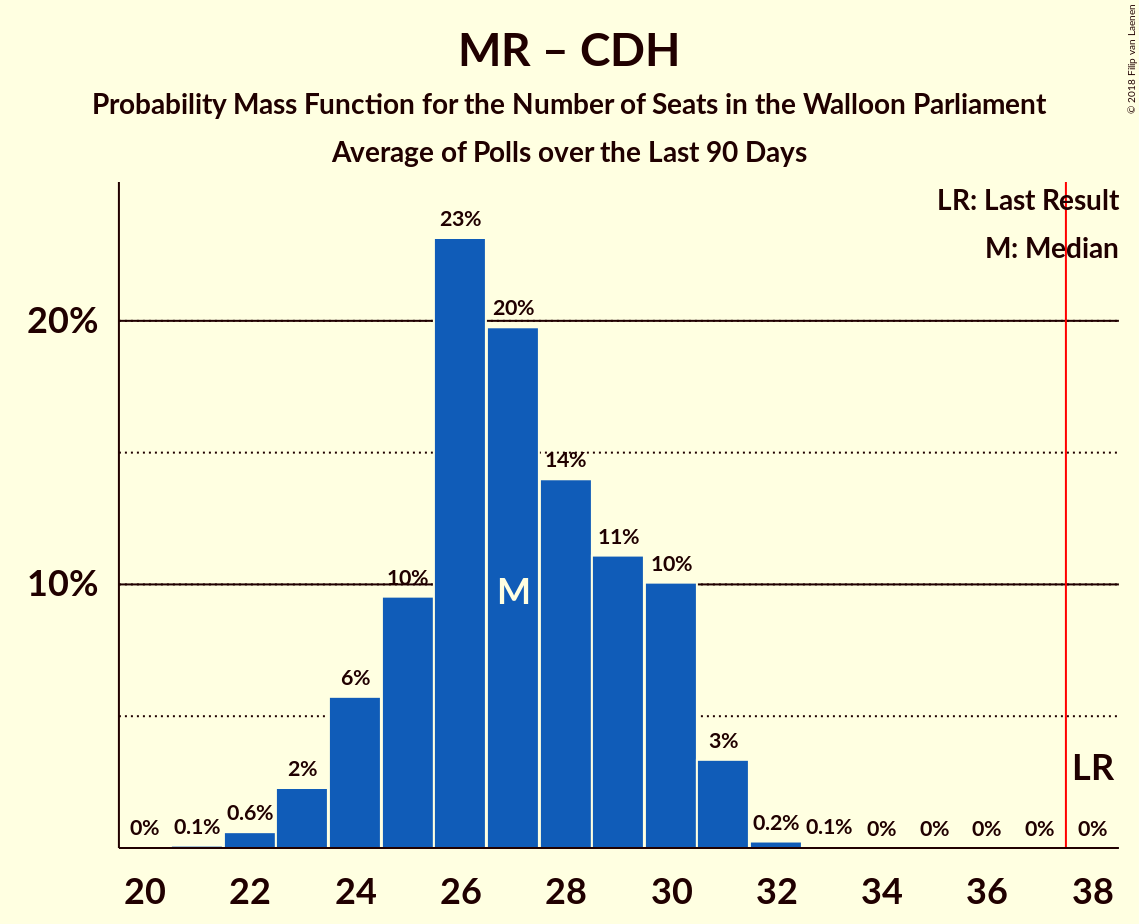 MR – CDH
Probability Mass Function for the Number of Seats in the Walloon Parliament
Average of Polls over the Last 90 Days
© 2018 Filip van Laenen
LR: Last Result
M: Median
20%
10%
0% 0.1% 0.6% 2% 6% 10% 23% 20% 14% 11% 10% 3% 0.2% 0.1% 0% 0% 0% 0% 0%
M
LR
20 22 24 26 28 30 32 34 36 38